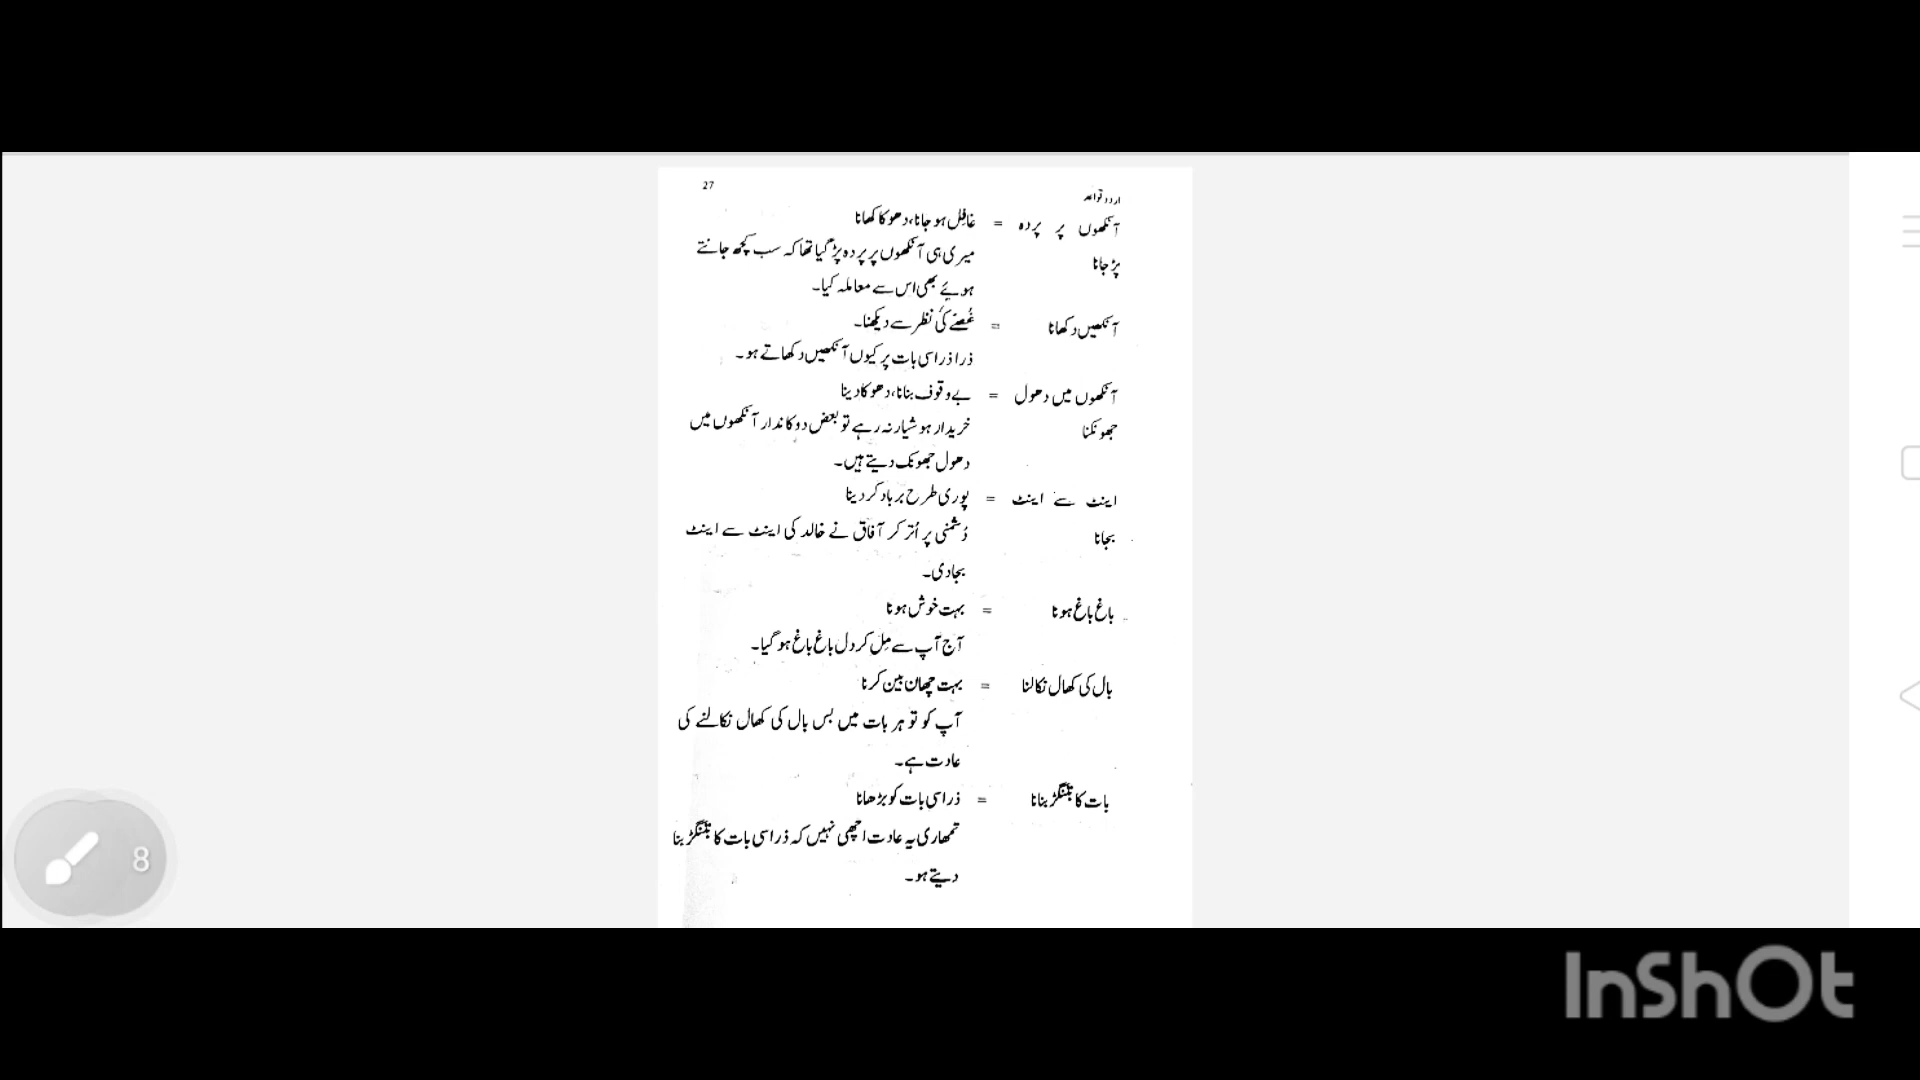 27
اردو قواعد
آنکھوں پر پردہ = غافِل ہو جانا، دھوکا کھانا
پڑ جانا میری ہی آنکھوں پر پردہ پڑ گیا تھا کہ سب کچھ جانتے
ہوئے بھی اس سے معاملہ کیا۔
آنکھیں دکھانا = غُصّے کی نظر سے دیکھنا۔
ذرا ذرا سی بات پر کیوں آنکھیں دکھاتے ہو۔
آنکھوں میں دھول = بے وقوف بنانا، دھوکا دینا
جھونکنا خریدار ہوشیار نہ رہے تو بعض دوکاندار آنکھوں میں
دھول جھونک دیتے ہیں۔
اینٹ سے اینٹ = پوری طرح برباد کر دینا
بجانا دُشمنی پر اُتر کر آفاق نے خالد کی اینٹ سے اینٹ
بجادی۔
باغ باغ ہونا = بہت خوش ہونا
آج آپ سے مِل کر دل باغ باغ ہو گیا۔
بال کی کھال نکالنا = بہت چھان بین کرنا
آپ کو تو ہر بات میں بس بال کی کھال نکالنے کی
عادت ہے۔
بات کا بتنگڑ بنانا = ذرا سی بات کو بڑھانا
تمھاری یہ عادت اچھی نہیں کہ ذرا سی بات کا بتنگڑ بنا
دیتے ہو۔
8
InShOt